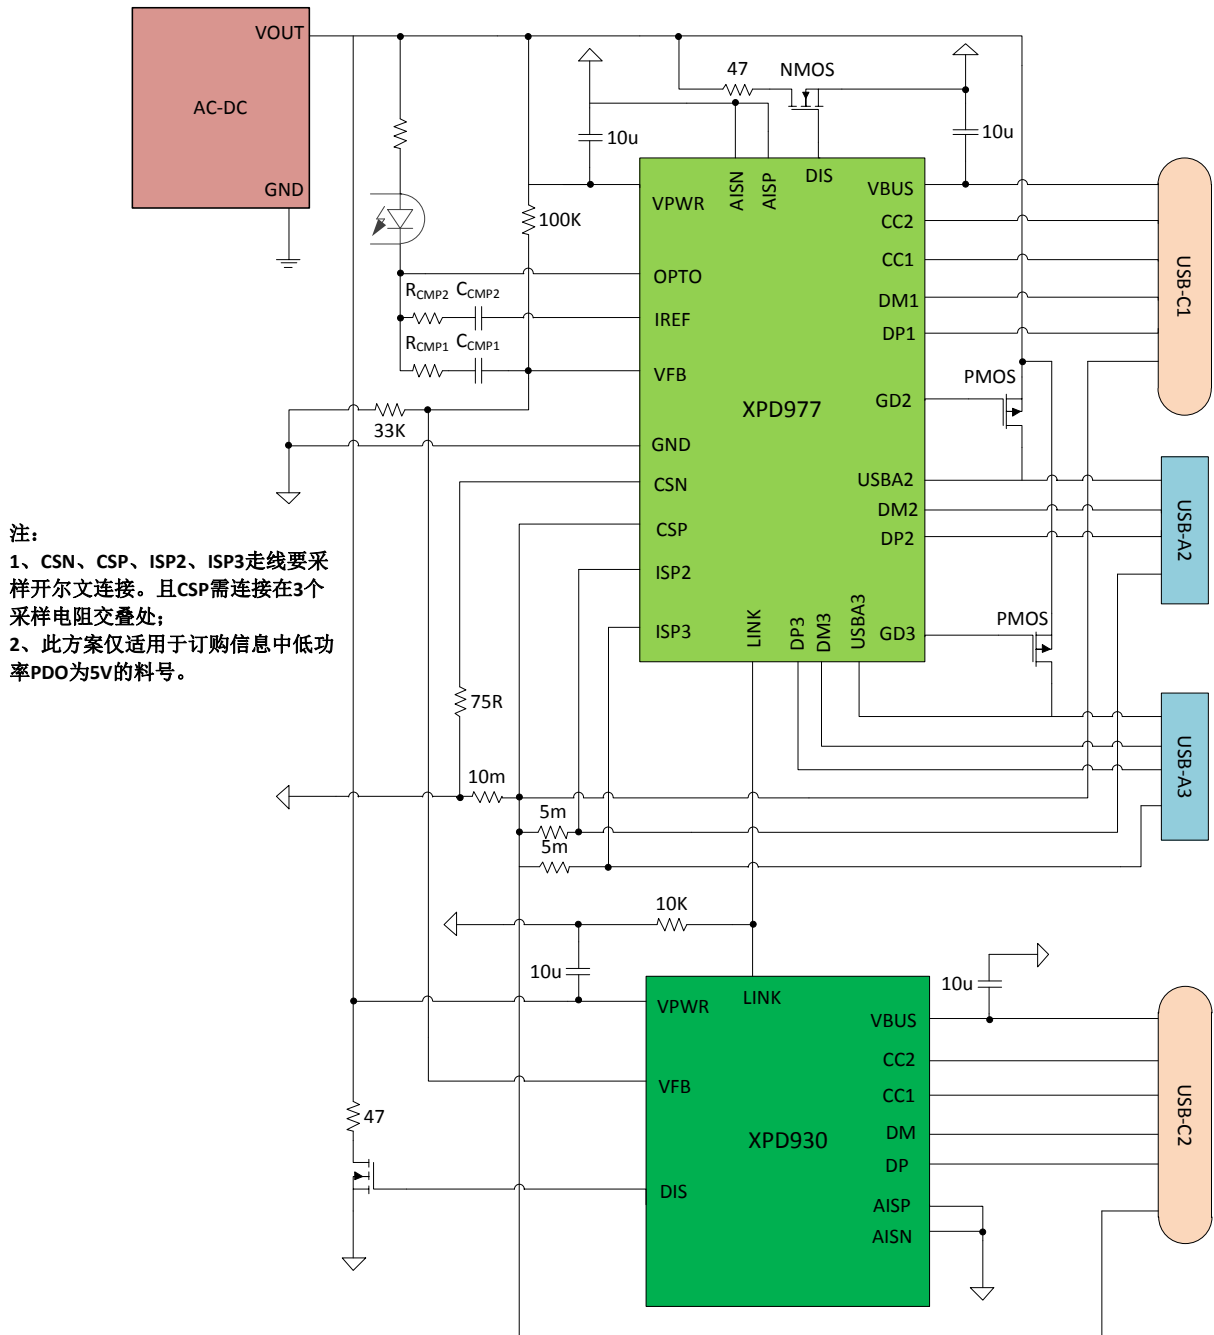 VOUT
AC-DC
GND
47
NMOS
10u
10u
AISN
AISP
DIS
VPWR
VBUS
100K
CC2
CC1
OPTO
RCMP2
CCMP2
IREF
DM1
RCMP1
CCMP1
DP1
VFB
PMOS
USB-C1
XPD977
GD2
33K
GND
CSN
USBA2
DM2
CSP
DP2
USB-A2
ISP2
ISP3
LINK
DP3
DM3
USBA3
GD3
PMOS
注:
1、CSN、CSP、ISP2、ISP3走线要采
样开尔文连接。且CSP需连接在3个
采样电阻交叠处;
2、此方案仅适用于订购信息中低功
率PDO为5V的料号。
75R
USB-A3
10m
5m
5m
10K
10u
10u
LINK
VPWR
VBUS
CC2
VFB
CC1
47
XPD930
DM
DP
USB-C2
DIS
AISP
AISN